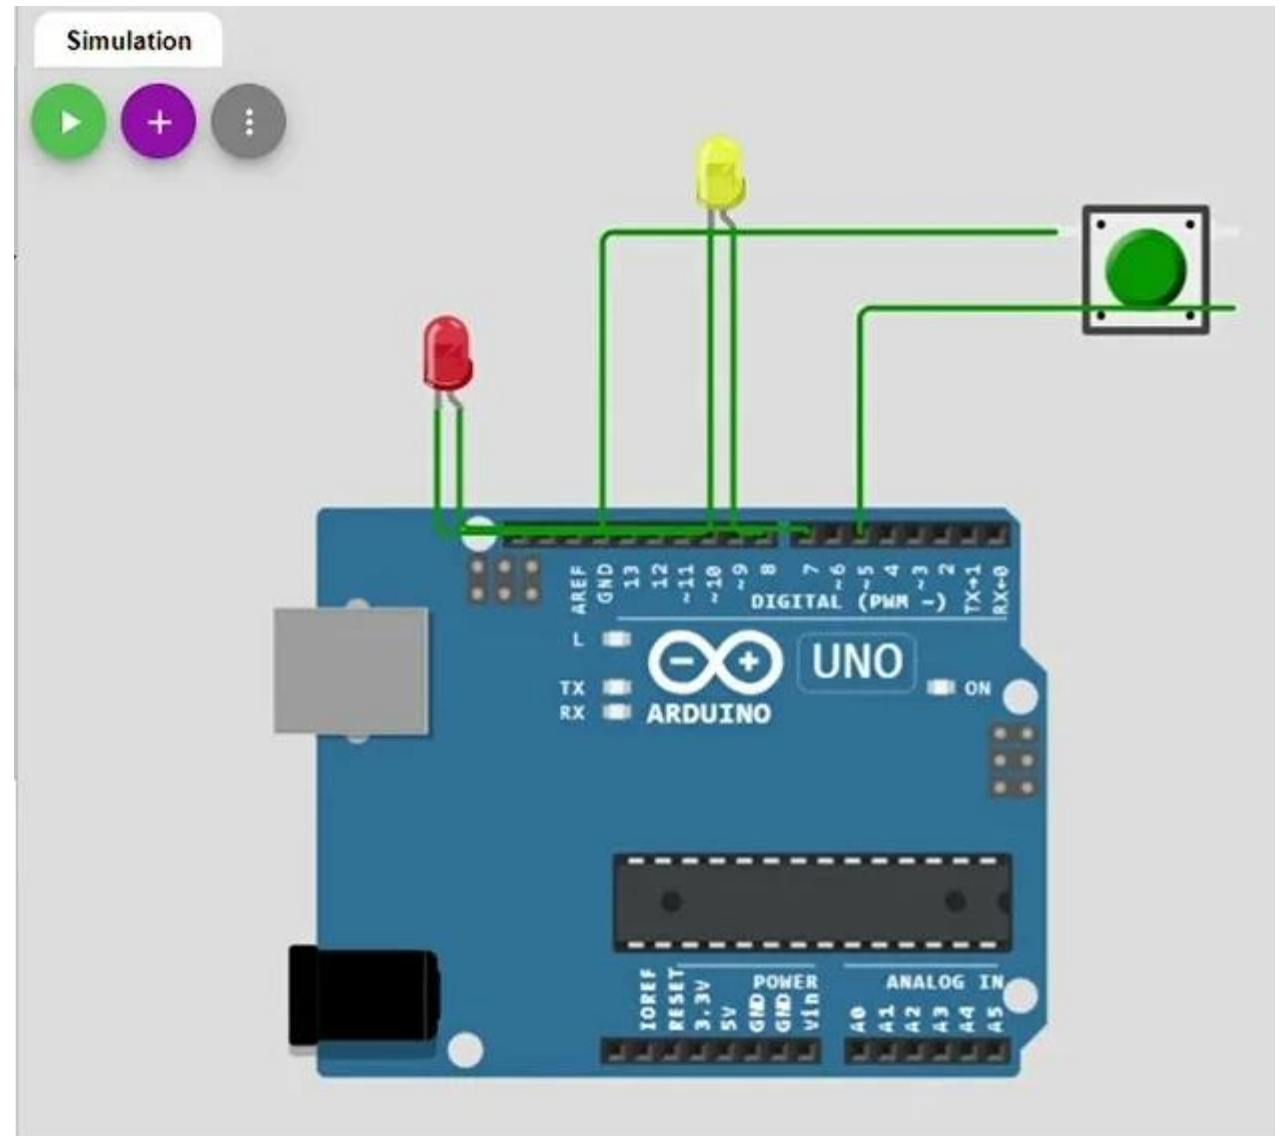 Simulation
AREF
GND
13
12
~11
~10
~9
8
7
~6
~5
4
~3
2
TX→1
RX←0
DIGITAL (PWM ~)
L
TX
RX
UNO
ON
ARDUINO
IOREF
RESET
3.3V
5V
GND
GND
Vin
POWER
ANALOG IN
A0
A1
A2
A3
A4
A5